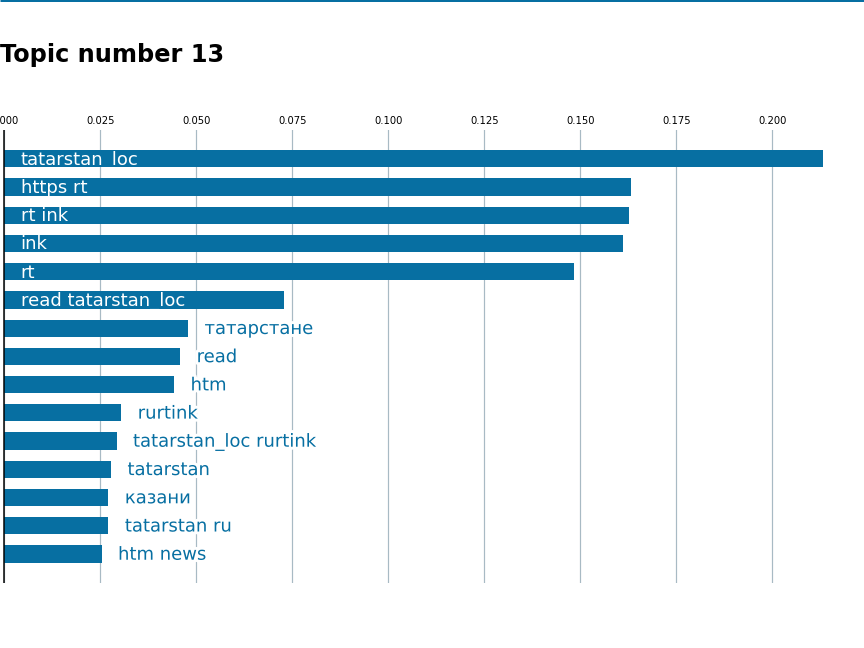 Topic number 13
000 0.025 0.050 0.075 0.100 0.125 0.150 0.175 0.200
tatarstan_loc
https rt
rt ink
ink
rt
read tatarstan_loc
татарстане
read
htm
rurtink
tatarstan_loc rurtink
tatarstan
казани
tatarstan ru
htm news